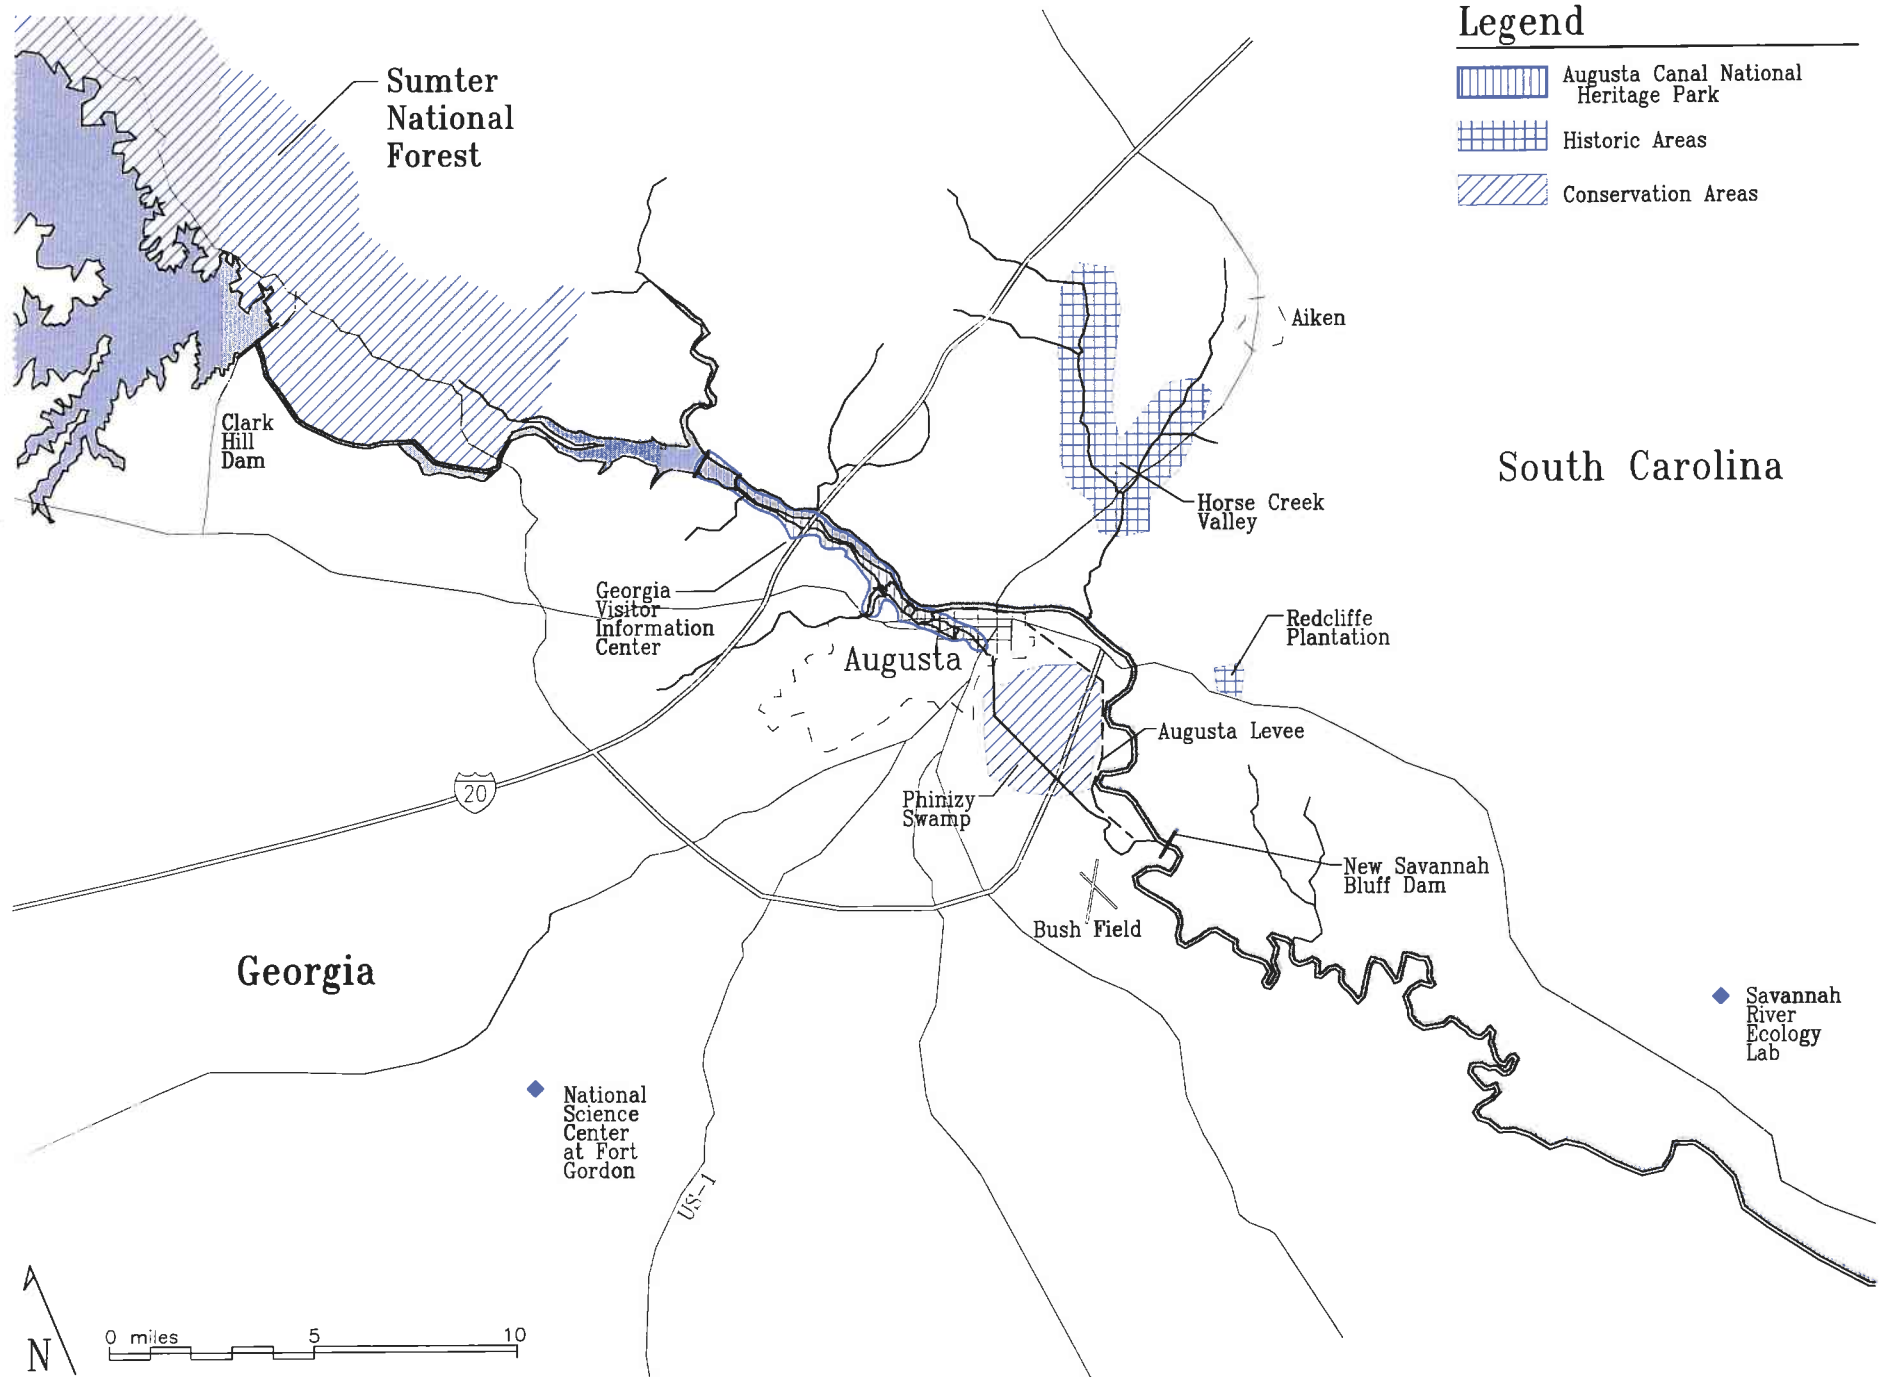 Legend
Augusta Canal National
Heritage Park
Historic Areas
Conservation Areas
Sumter
National
Forest
Aiken
Clark
Hill
Dam
South Carolina
Horse Creek
Valley
Georgia
Visitor
Information
Center
Redcliffe
Plantation
Augusta
Augusta Levee
20
Phinizy
Swamp
New Savannah
Bluff Dam
Bush Field
Georgia
Savannah
River
Ecology
Lab
National
Science
Center
at Fort
Gordon
US-1
N
0 miles 5 10